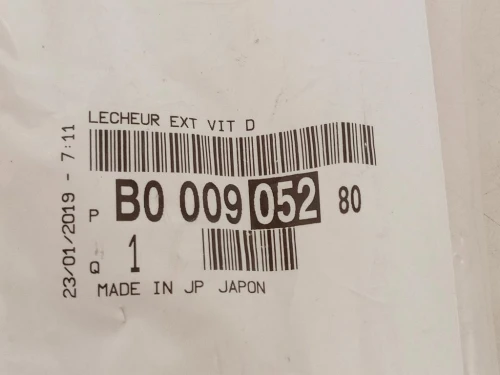 LECHEUR EXT VIT D
P B0 009 052 80
Q 1
MADE IN JP JAPON
23/01/2019 - 7:11